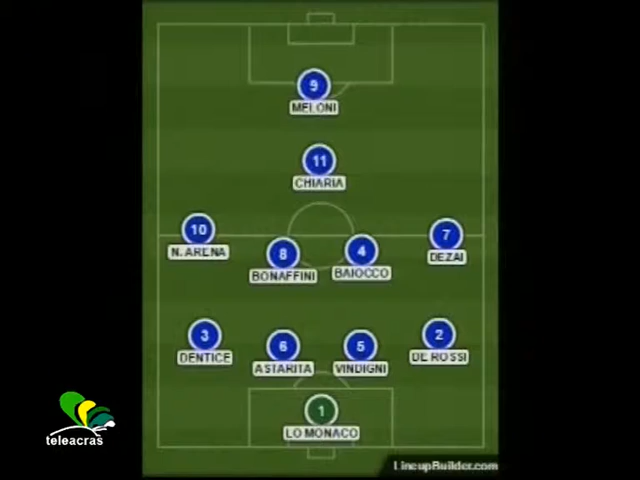 9
MELONI
11
CHIARIA
10
N. ARENA
8
BONAFFINI
4
BAIOCCO
7
DEZAI
3
DENTICE
6
ASTARITA
5
VINDIGNI
2
DE ROSSI
1
LO MONACO
teleacras
LineupBuilder.com